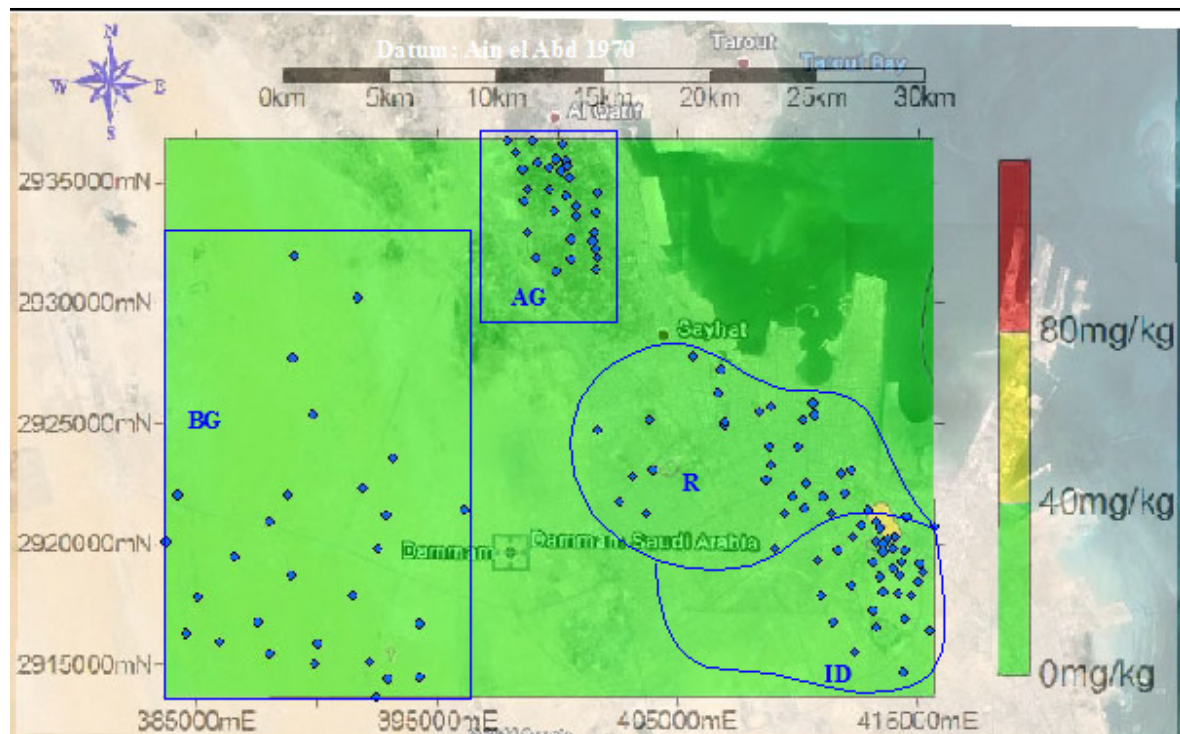 N
Datum: Ain el Abd 1970
Tarout
Tarout Bay
W
E
S
0km
5km
10km
15km
20km
25km
30km
Al Qatif
2935000mN
2930000mN
AG
Sayhat
80mg/kg
2925000mN
BG
R
40mg/kg
2920000mN
Dammam
Dammam Saudi Arabia
2915000mN
ID
0mg/kg
385000mE
395000mE
405000mE
415000mE